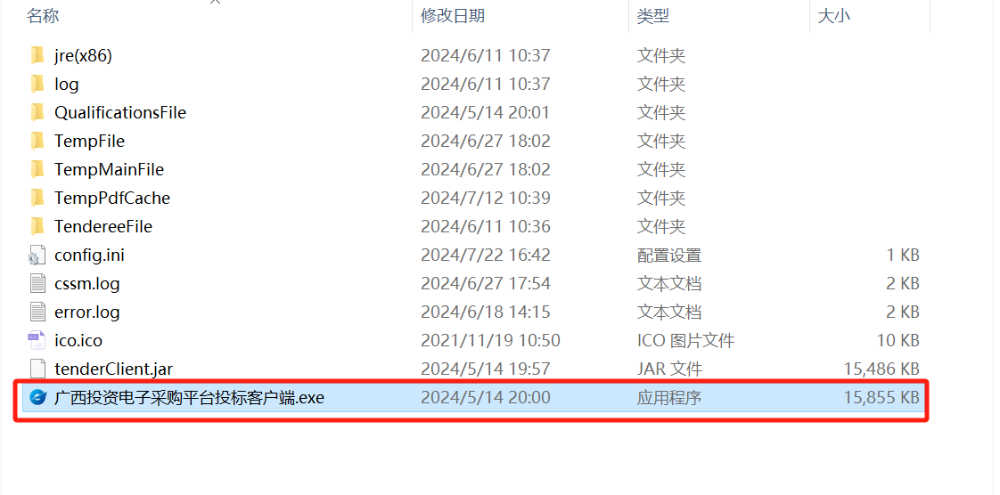 名称 修改日期 类型 大小
jre(x86) 2024/6/11 10:37 文件夹
log 2024/6/11 10:37 文件夹
QualificationsFile 2024/5/14 20:01 文件夹
TempFile 2024/6/27 18:02 文件夹
TempMainFile 2024/6/27 18:02 文件夹
TempPdfCache 2024/7/12 10:39 文件夹
TendereeFile 2024/6/11 10:36 文件夹
config.ini 2024/7/22 16:42 配置设置 1 KB
cssm.log 2024/6/27 17:54 文本文档 2 KB
error.log 2024/6/18 14:15 文本文档 2 KB
ico.ico 2021/11/19 10:50 ICO 图片文件 10 KB
tenderClient.jar 2024/5/14 19:57 JAR 文件 15,486 KB
广西投资电子采购平台投标客户端.exe 2024/5/14 20:00 应用程序 15,855 KB